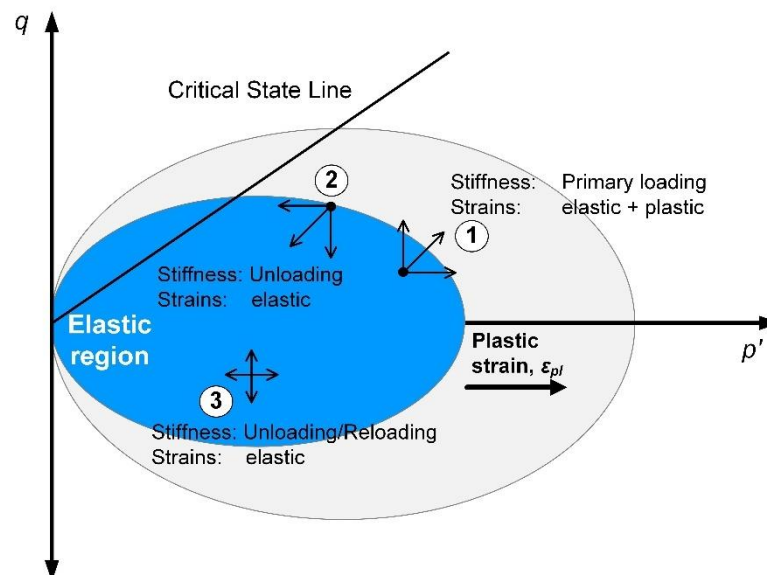 q
Critical State Line
2
Stiffness: Primary loading
Strains: elastic + plastic
1
Stiffness: Unloading
Strains: elastic
Elastic
region
p'
Plastic
strain, εpl
3
Stiffness: Unloading/Reloading
Strains: elastic